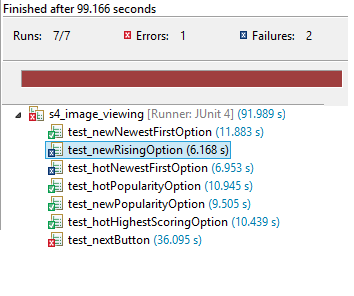 Finished after 99.166 seconds
Runs: 7/7 Errors: 1 Failures: 2
s4_image_viewing [Runner: JUnit 4] (91.989 s)
test_newNewestFirstOption (11.883 s)
test_newRisingOption (6.168 s)
test_hotNewestFirstOption (6.953 s)
test_hotPopularityOption (10.945 s)
test_newPopularityOption (9.505 s)
test_hotHighestScoringOption (10.439 s)
test_nextButton (36.095 s)